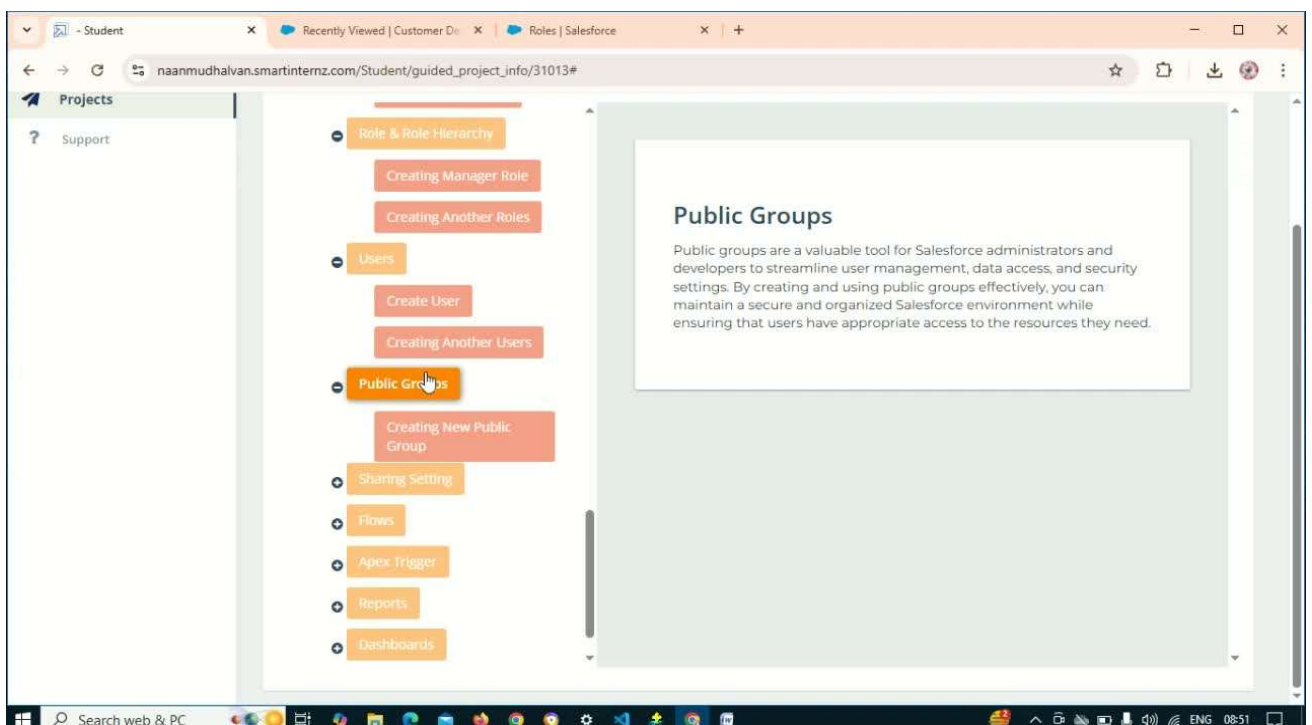 - Student
Recently Viewed | Customer De
Roles | Salesforce
naanmudhalvan.smartinternz.com/Student/guided_project_info/31013#
Projects
? Support
Role & Role Hierarchy
Creating Manager Role
Creating Another Roles
Users
Create User
Creating Another Users
Public Groups
Creating New Public
Group
Sharing Setting
Flows
Apex Trigger
Reports
Dashboards
Public Groups
Public groups are a valuable tool for Salesforce administrators and
developers to streamline user management, data access, and security
settings. By creating and using public groups effectively, you can
maintain a secure and organized Salesforce environment while
ensuring that users have appropriate access to the resources they need.
Search web & PC
ENG 08:51